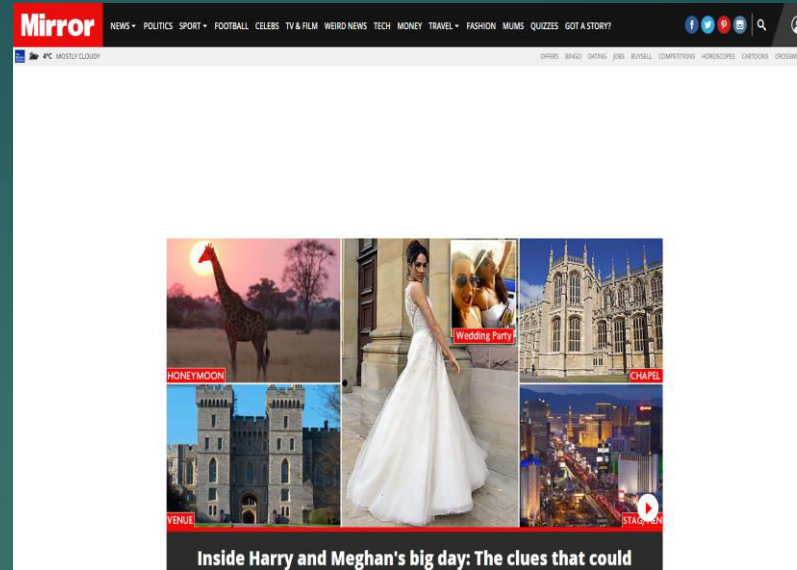 Mirror NEWS POLITICS SPORT FOOTBALL CELEBS TV & FILM WEIRD NEWS TECH MONEY TRAVEL FASHION MUMS QUIZZES GOT A STORY?
4°C MOSTLY CLOUDY OFFERS BINGO DATING JOBS BUYSELL COMPETITIONS HOROSCOPES CARTOONS
Wedding Party
HONEYMOON
CHAPEL
VENUE
Inside Harry and Meghan's big day: The clues that could